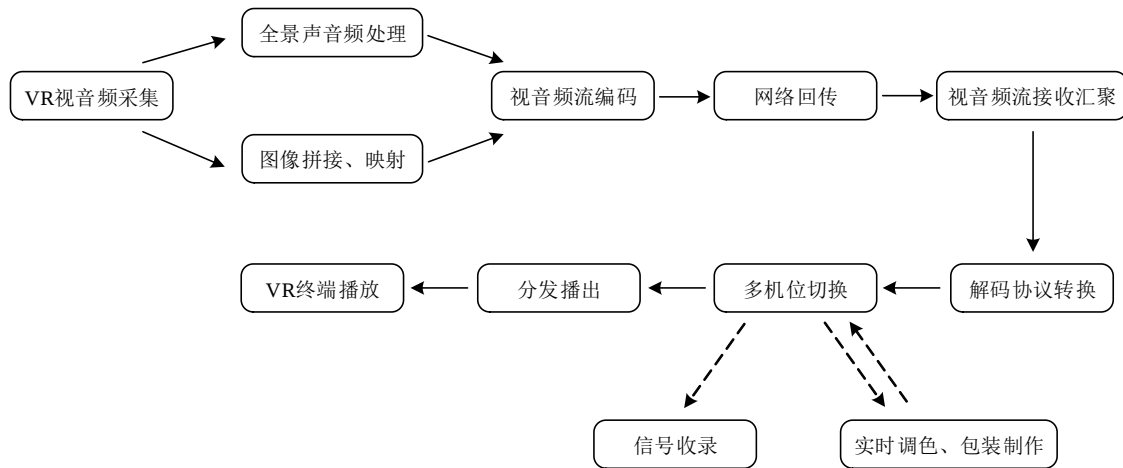 全景声音频处理
VR视音频采集
视音频流编码
网络回传
视音频流接收汇聚
图像拼接、映射
VR终端播放
分发播出
多机位切换
解码协议转换
信号收录
实时调色、包装制作